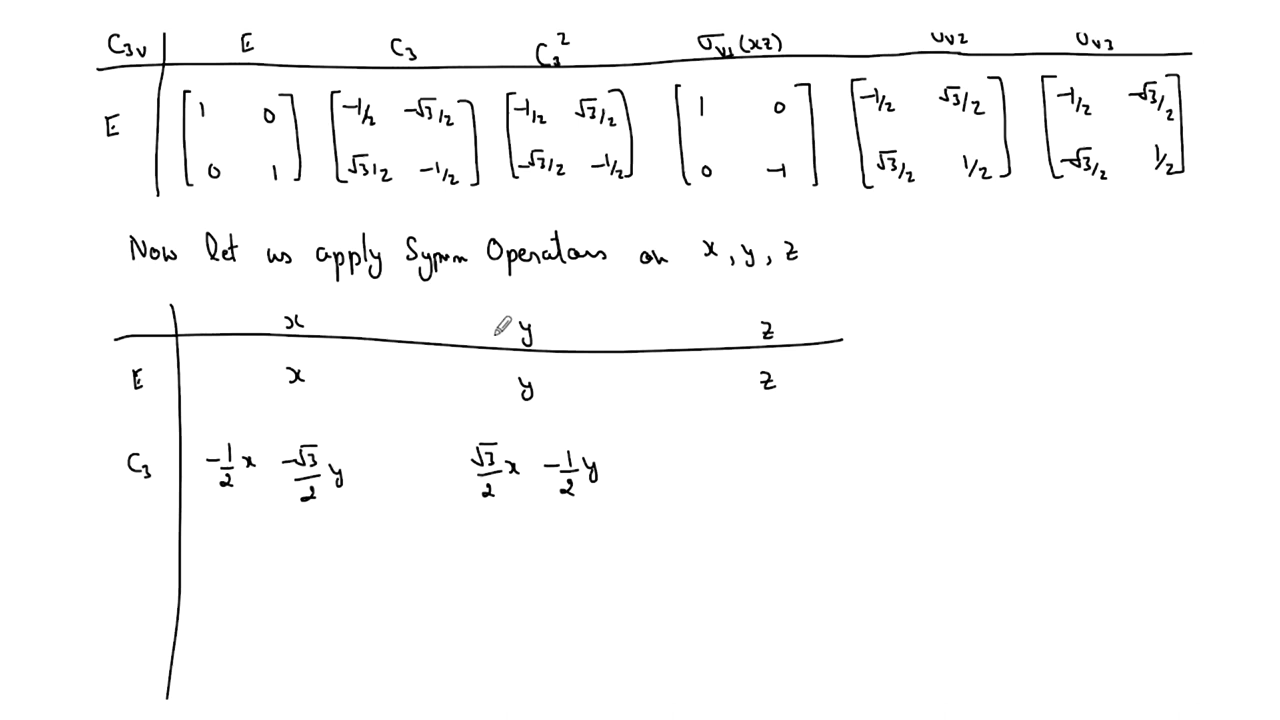 C3v E C3 C3² σv1(xz) σv2 σv3
E [1 0; 0 1] [-1/2 -√3/2; √3/2 -1/2] [-1/2 √3/2; -√3/2 -1/2] [1 0; 0 -1] [-1/2 √3/2; √3/2 1/2] [-1/2 -√3/2; -√3/2 1/2]
Now let us apply Symm Operators on x, y, z
x y z
E x y z
C3 -1/2 x -√3/2 y √3/2 x -1/2 y